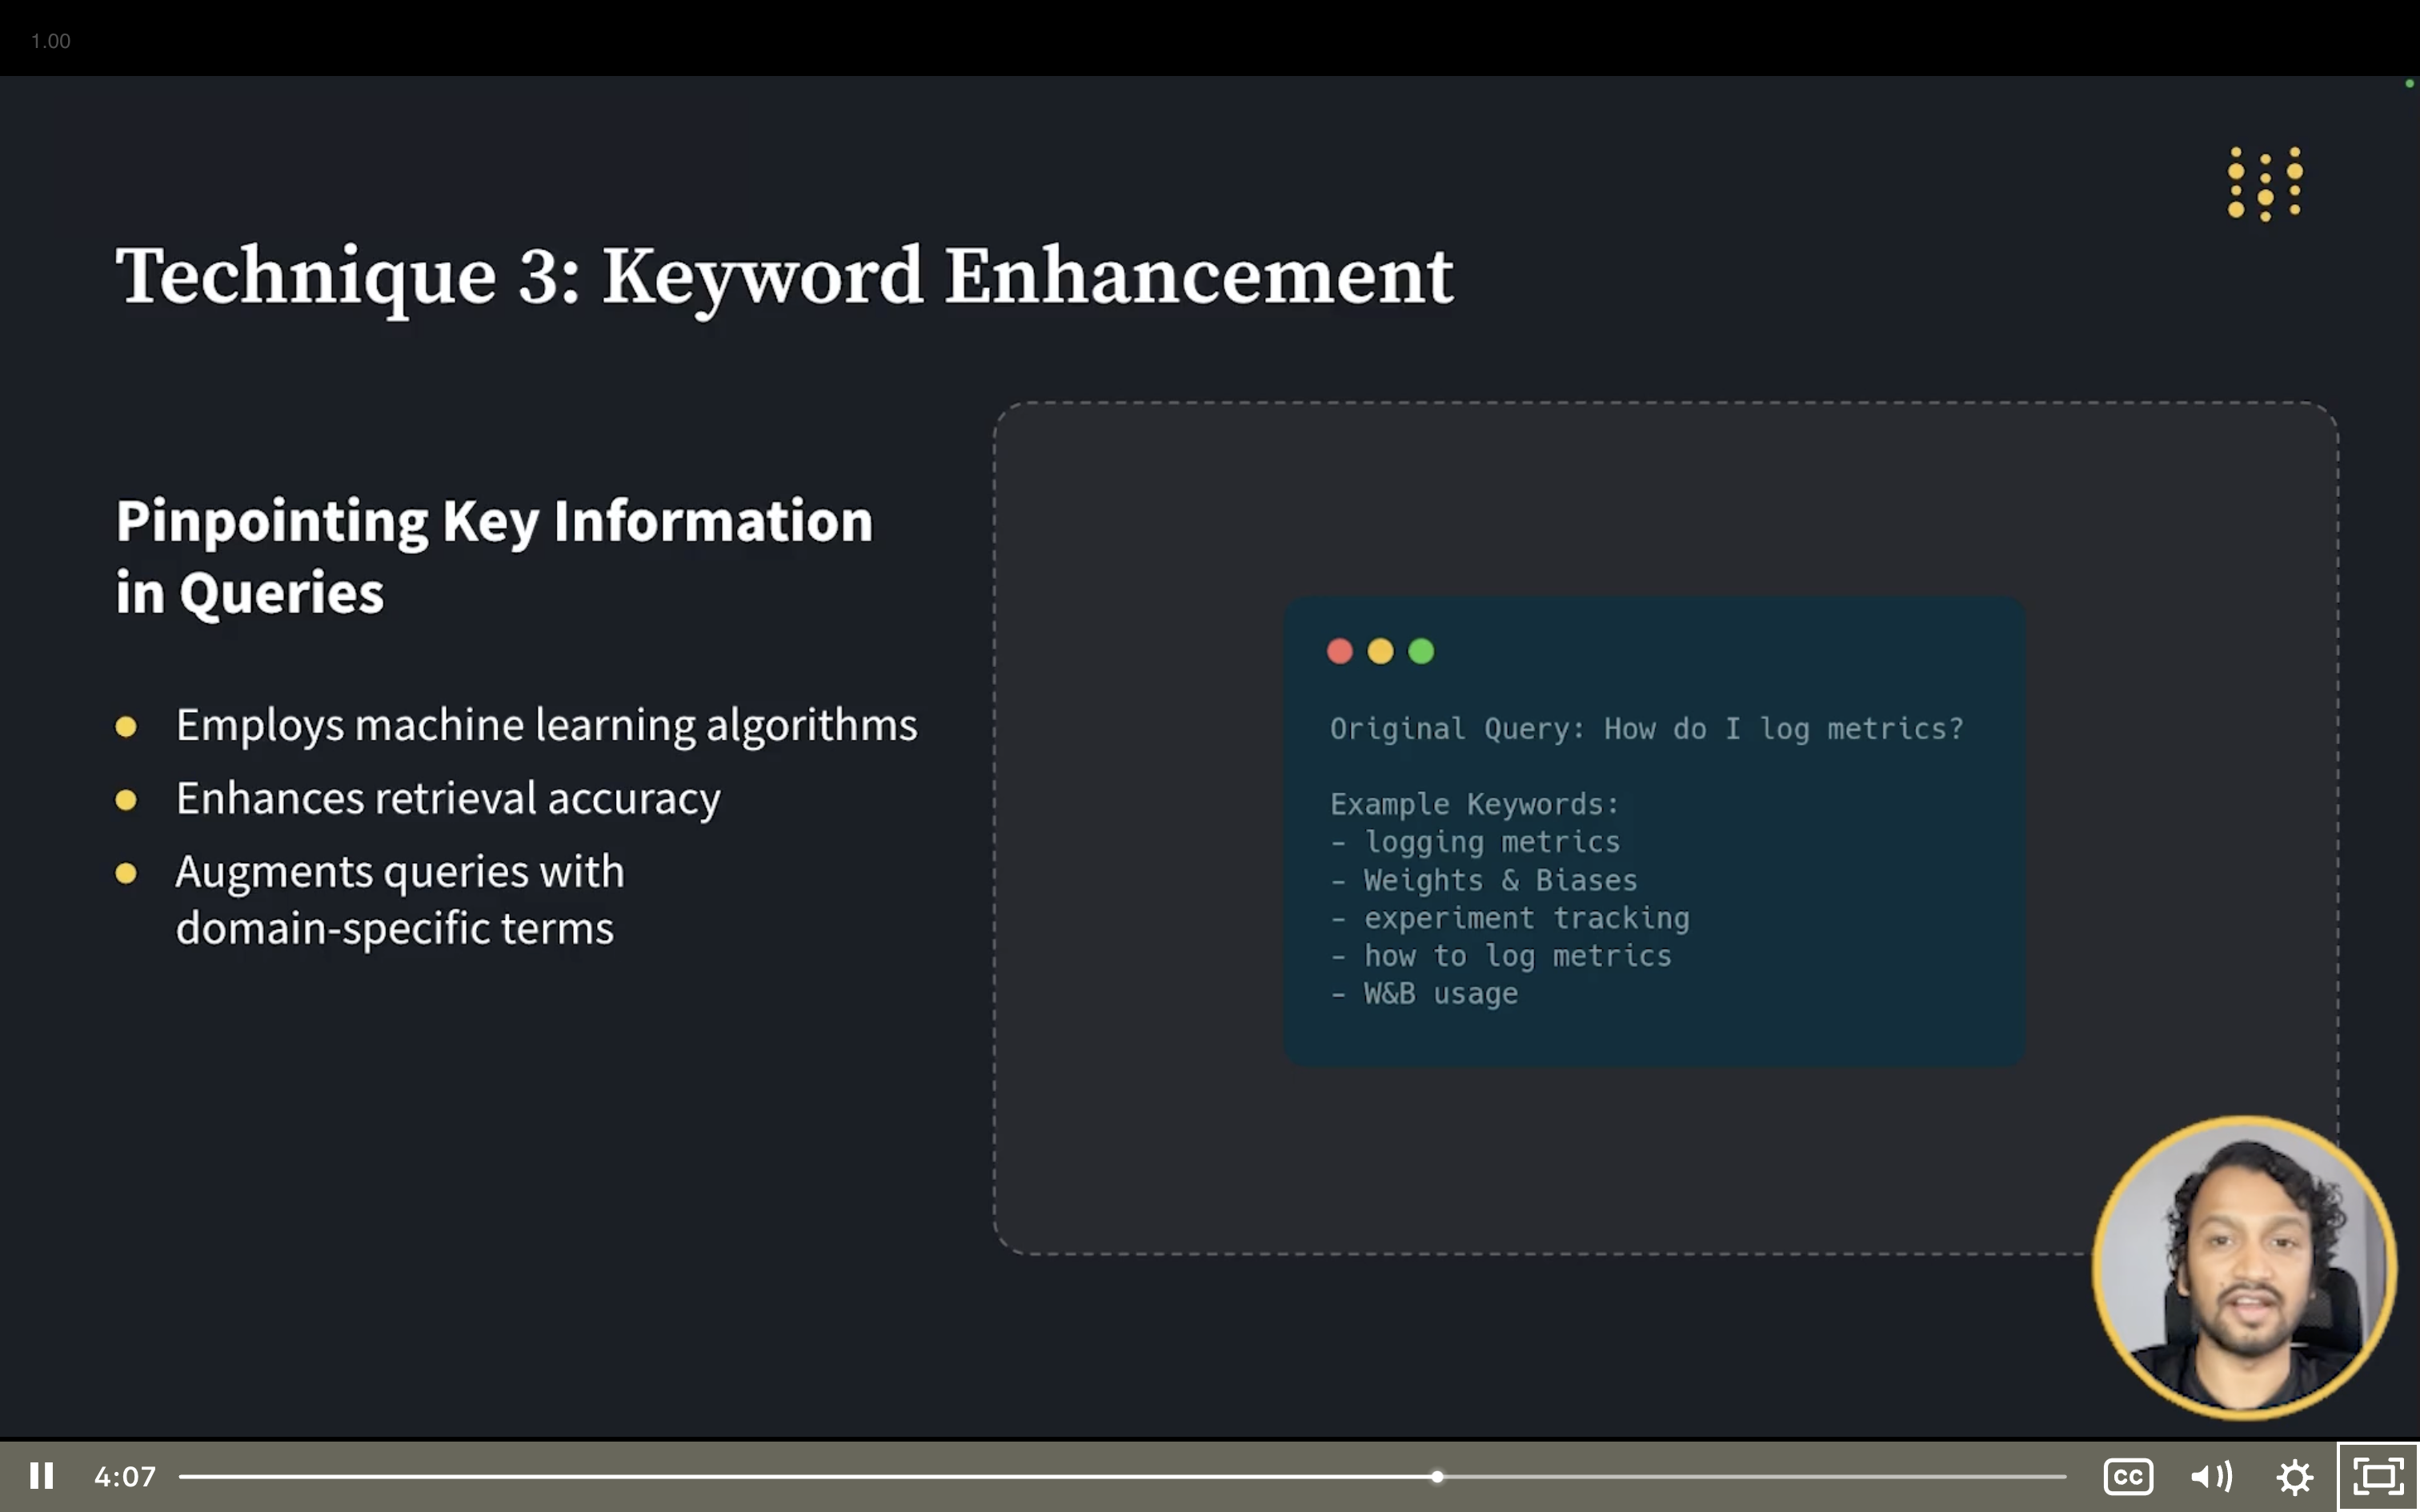 1.00
Technique 3: Keyword Enhancement
Pinpointing Key Information
in Queries
Employs machine learning algorithms
Enhances retrieval accuracy
Augments queries with
domain-specific terms
Original Query: How do I log metrics?
Example Keywords:
- logging metrics
- Weights & Biases
- experiment tracking
- how to log metrics
- W&B usage
4:07
CC